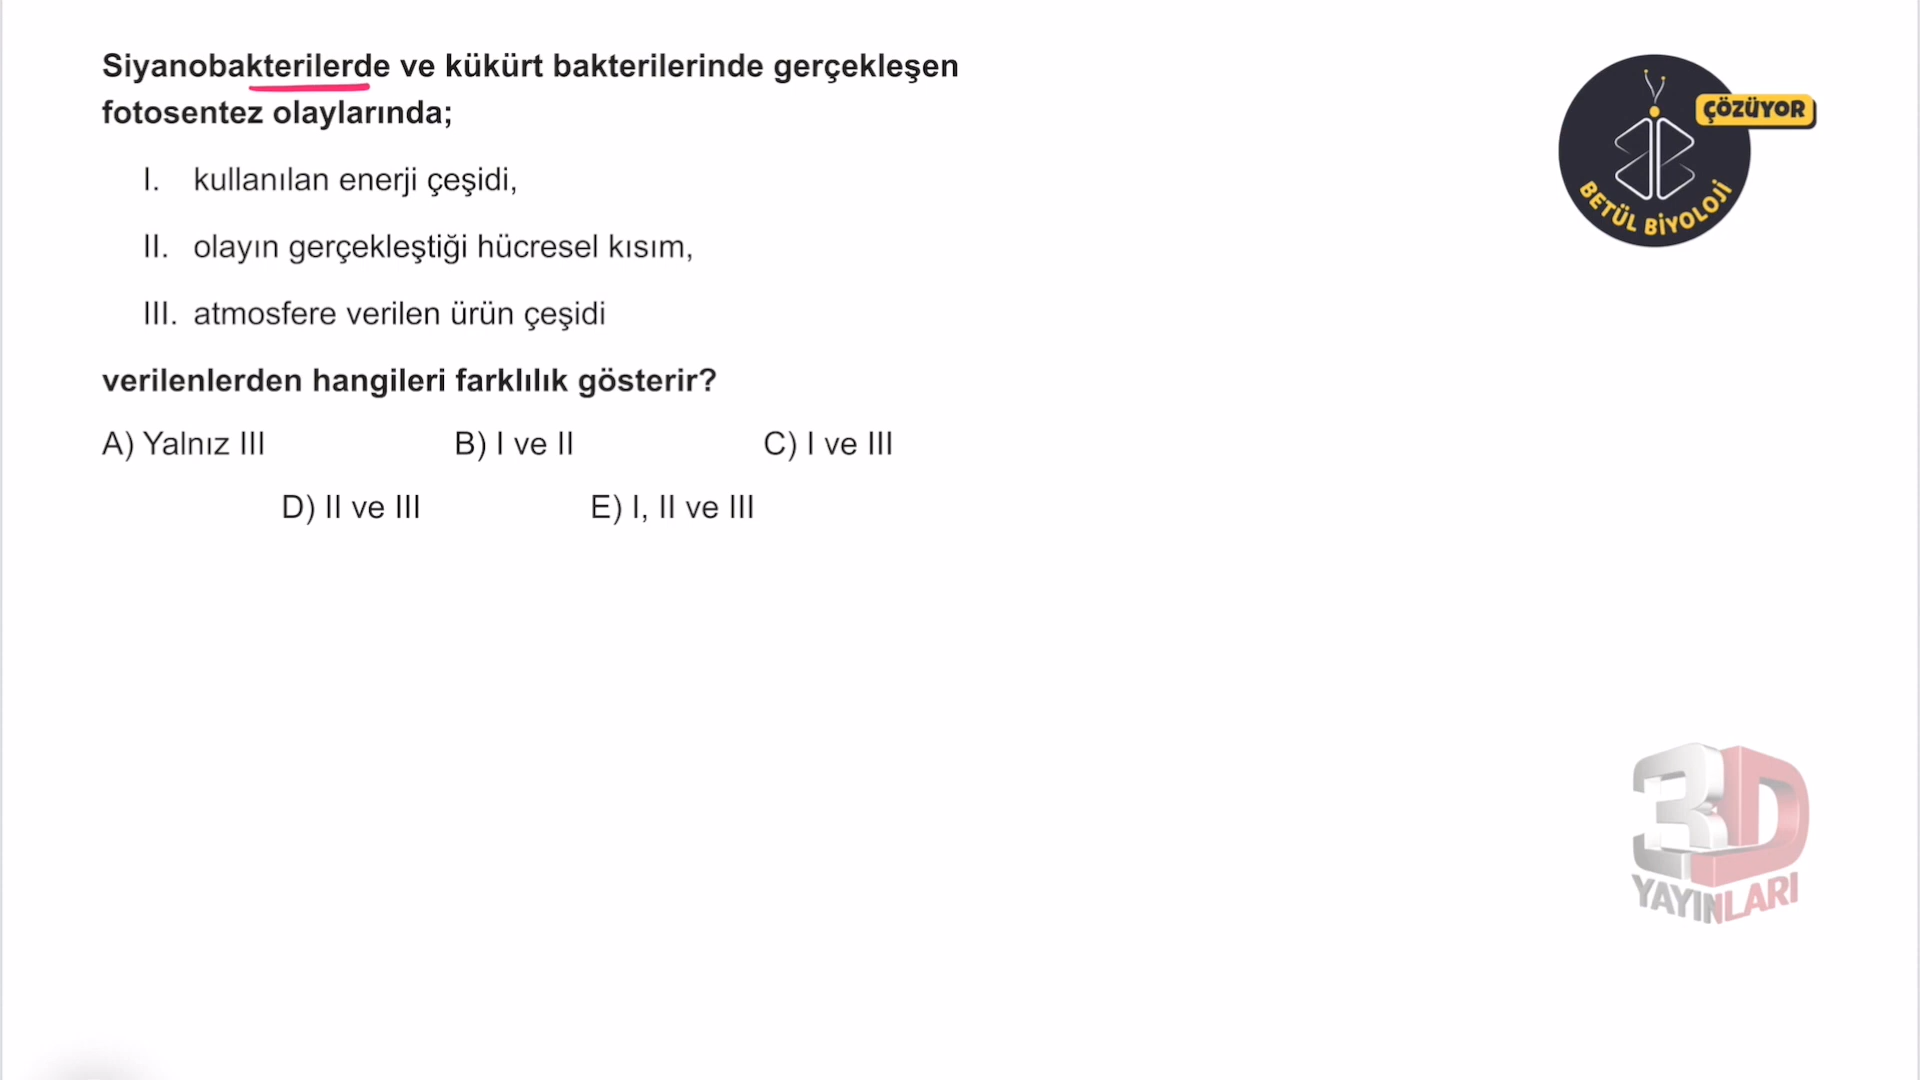 Siyanobakterilerde ve kükürt bakterilerinde gerçekleşen
fotosentez olaylarında;
I. kullanılan enerji çeşidi,
II. olayın gerçekleştiği hücresel kısım,
III. atmosfere verilen ürün çeşidi
verilenlerden hangileri farklılık gösterir?
A) Yalnız III B) I ve II C) I ve III
D) II ve III E) I, II ve III
ÇÖZÜYOR
BETÜL BİYOLOJİ
3D
YAYINLARI